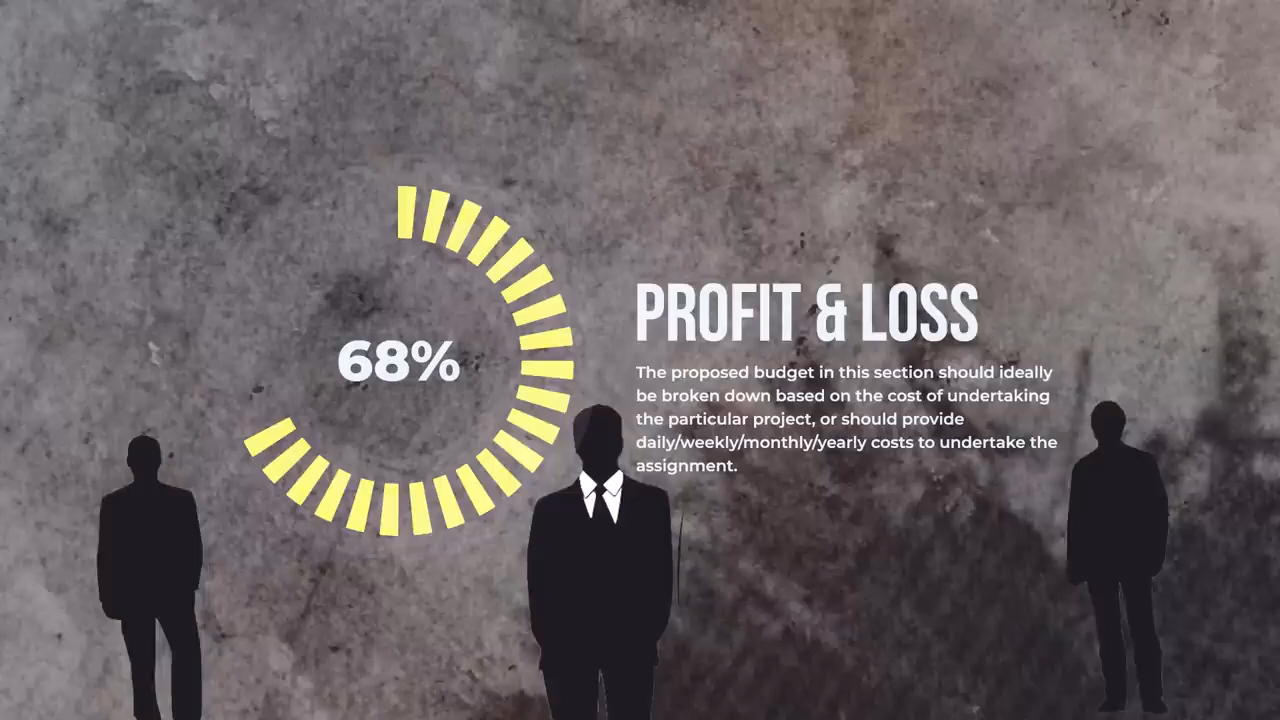 68%
PROFIT & LOSS
The proposed budget in this section should ideally
be broken down based on the cost of undertaking
the particular project, or should provide
daily/weekly/monthly/yearly costs to undertake the
assignment.